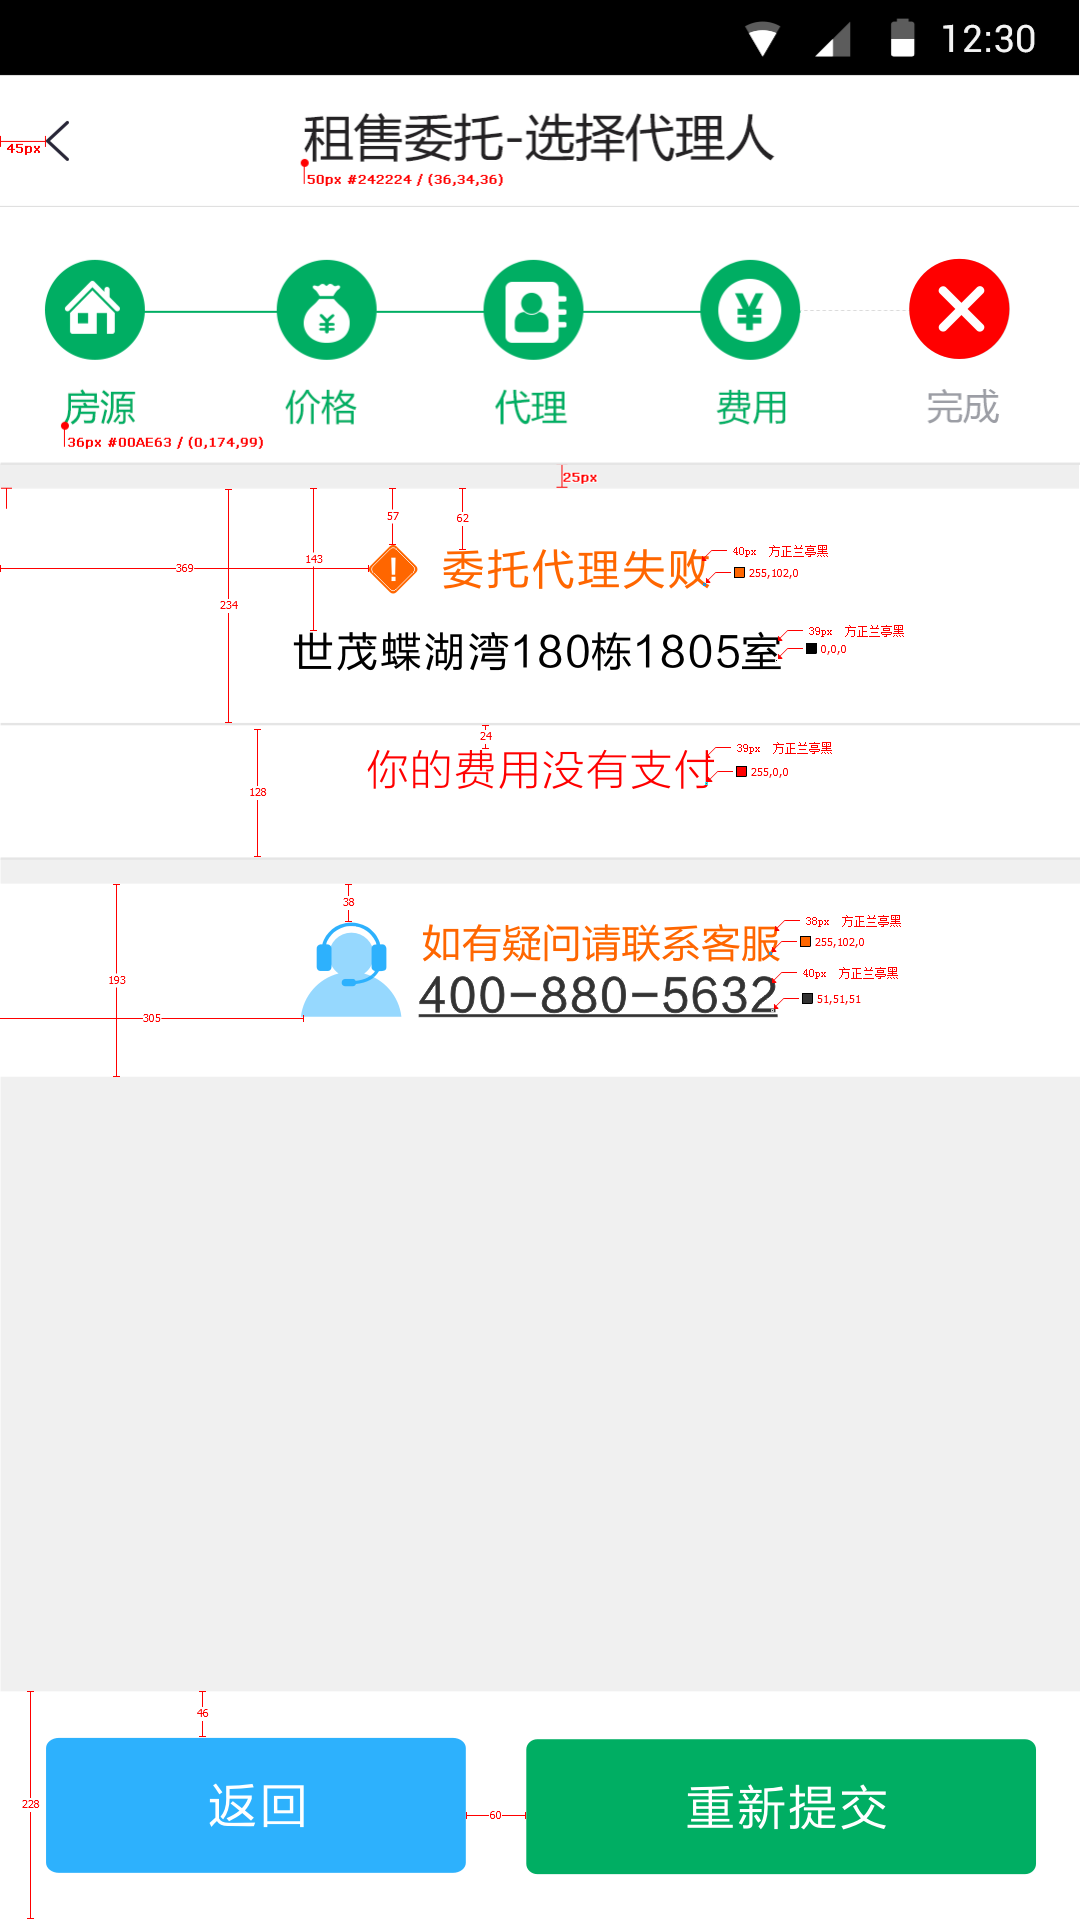 12:30
45px
租售委托-选择代理人
50px #242224 / (36,34,36)
房源 价格 代理 费用 完成
36px #00AE63 / (0,174,99)
25px
57
62
40px 方正兰亭黑
143
369
委托代理失败
255,102,0
234
39px 方正兰亭黑
世茂蝶湖湾180栋1805室
0,0,0
24
39px 方正兰亭黑
你的费用没有支付
255,0,0
128
38
38px 方正兰亭黑
如有疑问请联系客服
255,102,0
193
40px 方正兰亭黑
400-880-5632
51,51,51
305
46
228
返回
60
重新提交